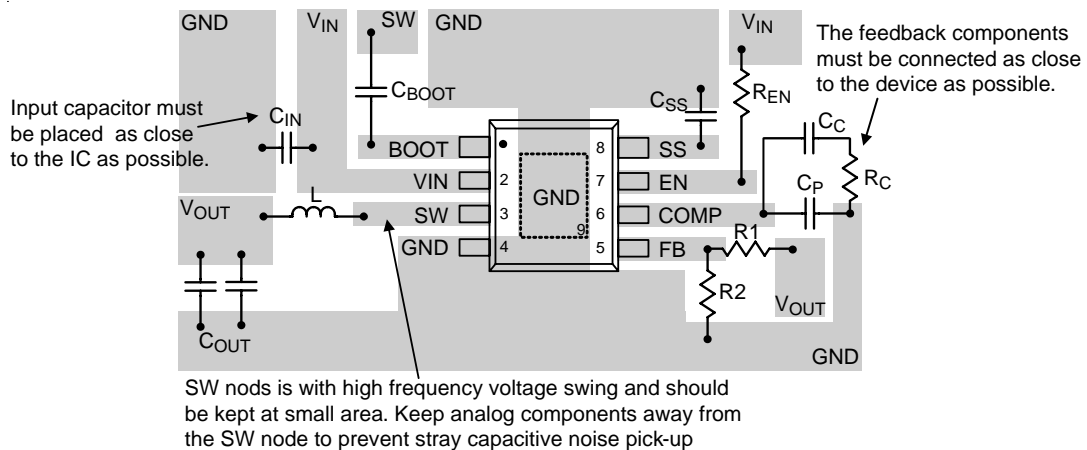 GND
VIN
SW
GND
VIN
The feedback components
must be connected as close
to the device as possible.
CBOOT
CSS
REN
Input capacitor must
be placed as close
to the IC as possible.
CIN
CC
RC
CP
BOOT
8
SS
VIN
2
GND
7
EN
VOUT
L
SW
3
6
COMP
GND
4
9
5
FB
R1
R2
VOUT
COUT
GND
SW nods is with high frequency voltage swing and should
be kept at small area. Keep analog components away from
the SW node to prevent stray capacitive noise pick-up